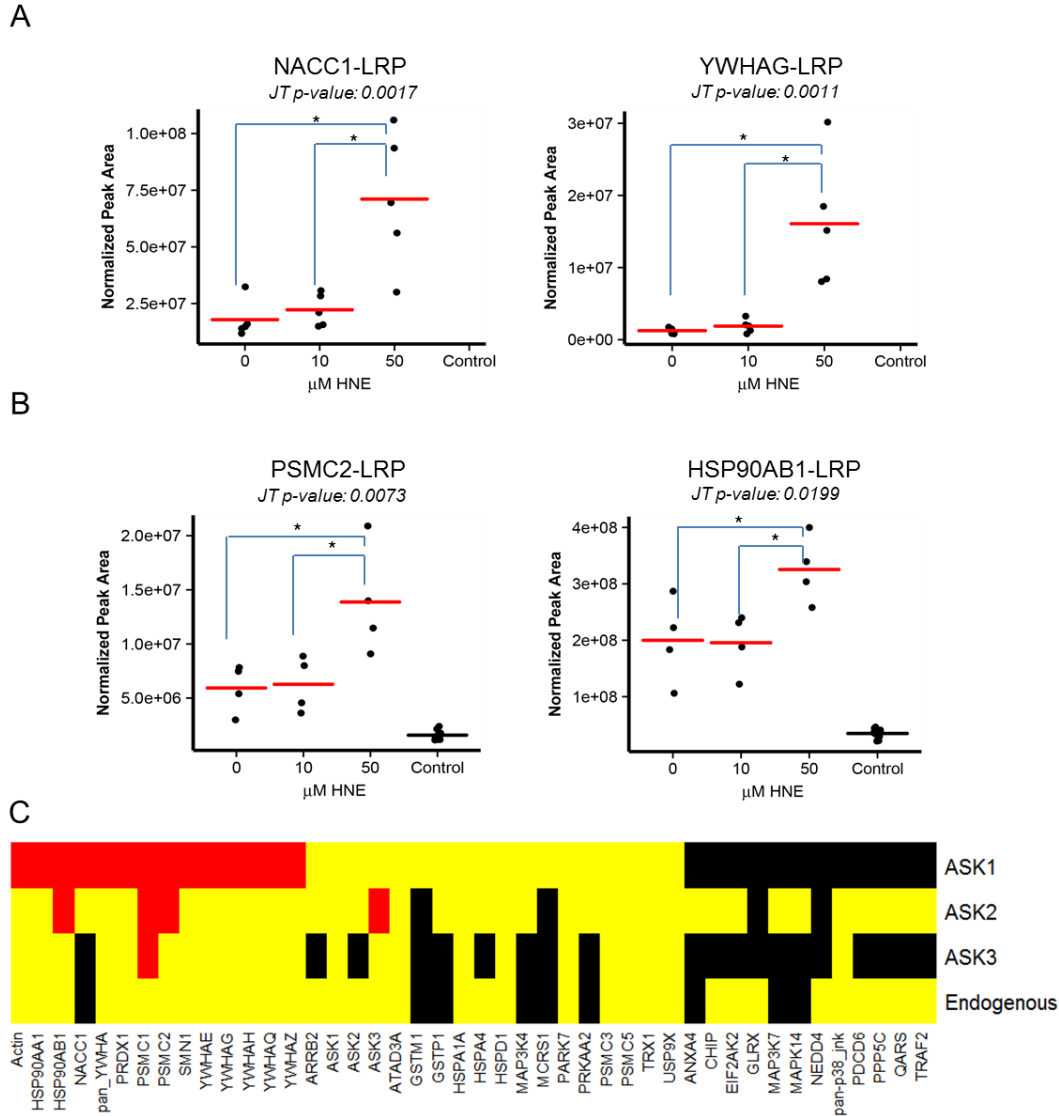 A
NACC1-LRP
JT p-value: 0.0017
Normalized Peak Area
1.0e+08
7.5e+07
5.0e+07
2.5e+07
*
*
0 10 50 Control
μM HNE
YWHAG-LRP
JT p-value: 0.0011
Normalized Peak Area
3e+07
2e+07
1e+07
0e+00
*
*
0 10 50 Control
μM HNE
B
PSMC2-LRP
JT p-value: 0.0073
Normalized Peak Area
2.0e+07
1.5e+07
1.0e+07
5.0e+06
*
*
0 10 50 Control
μM HNE
HSP90AB1-LRP
JT p-value: 0.0199
Normalized Peak Area
4e+08
3e+08
2e+08
1e+08
*
*
0 10 50 Control
μM HNE
C
ASK1
ASK2
ASK3
Endogenous
Actin
HSP90AA1
HSP90AB1
NACC1
pan_YWHA
PRDX1
PSMC1
PSMC2
SMN1
YWHAE
YWHAG
YWHAH
YWHAQ
YWHAZ
ARRB2
ASK1
ASK2
ASK3
ATAD3A
GSTM1
GSTP1
HSPA1A
HSPA4
HSPD1
MAP3K4
MCRS1
PARK7
PRKAA2
PSMC3
PSMC5
TRX1
USP9X
ANXA4
CHIP
EIF2AK2
GLRX
MAP3K7
MAPK14
NEDD4
pan-p38_jnk
PDCD6
PPP5C
QARS
TRAF2